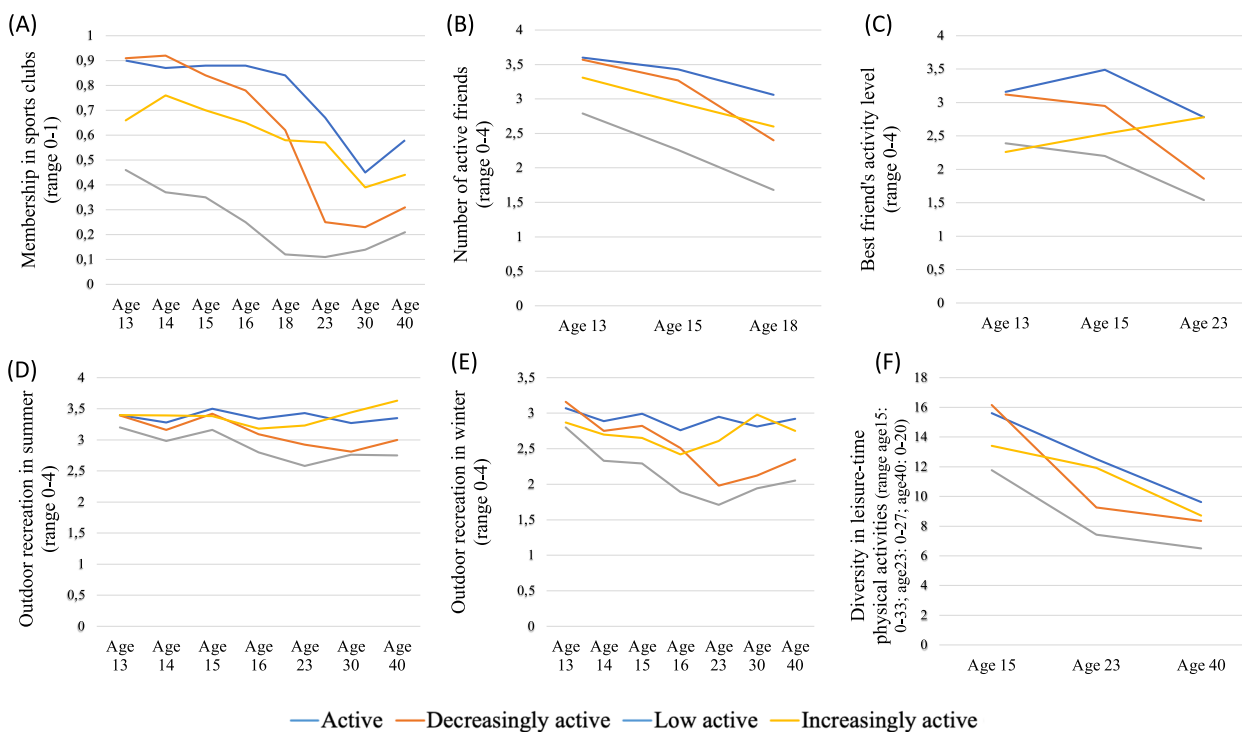 (A)
Membership in sports clubs
(range 0-1)
1
0,9
0,8
0,7
0,6
0,5
0,4
0,3
0,2
0,1
0
Age 13
Age 14
Age 15
Age 16
Age 18
Age 23
Age 30
Age 40
(B)
Number of active friends
(range 0-4)
4
3,5
3
2,5
2
1,5
1
0,5
0
Age 13
Age 15
Age 18
(C)
Best friend's activity level
(range 0-4)
4
3,5
3
2,5
2
1,5
1
0,5
0
Age 13
Age 15
Age 23
(D)
Outdoor recreation in summer
(range 0-4)
4
3,5
3
2,5
2
1,5
1
0,5
0
Age 13
Age 14
Age 15
Age 16
Age 23
Age 30
Age 40
(E)
Outdoor recreation in winter
(range 0-4)
3,5
3
2,5
2
1,5
1
0,5
0
Age 13
Age 14
Age 15
Age 16
Age 23
Age 30
Age 40
(F)
Diversity in leisure-time
physical activities (range age15:
0-33; age23: 0-27; age40: 0-20)
18
16
14
12
10
8
6
4
2
0
Age 15
Age 23
Age 40
Active Decreasingly active Low active Increasingly active